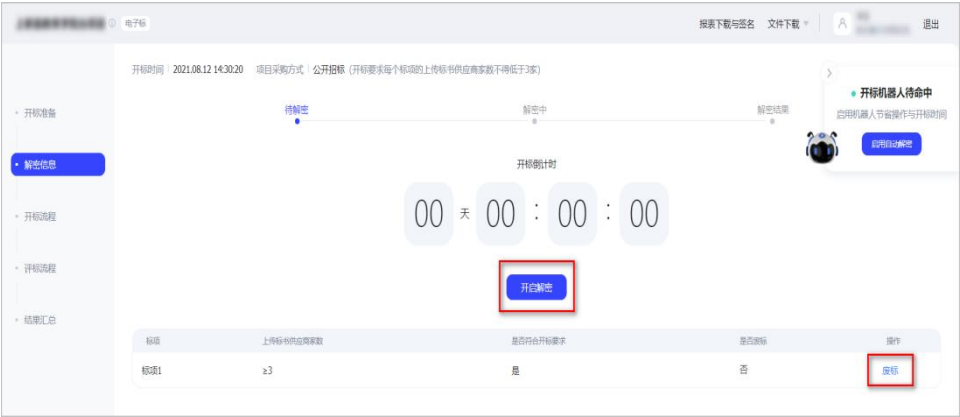 电子标
报表下载与签名 文件下载 退出
开标时间 2021.08.12 14:30:20 项目采购方式 公开招标 (开标要求每个标项的上传标书供应商家数不得低于3家)
开标机器人待命中
启用机器人节省操作与开标时间
启用自动解密
开标准备
解密信息
开标流程
评标流程
结果汇总
待解密 解密中 解密结果
开标倒计时
00 天 00 : 00 : 00
开启解密
标项 上传标书供应商家数 是否符合开标要求 是否废标 操作
标项1 ≥3 是 否 废标